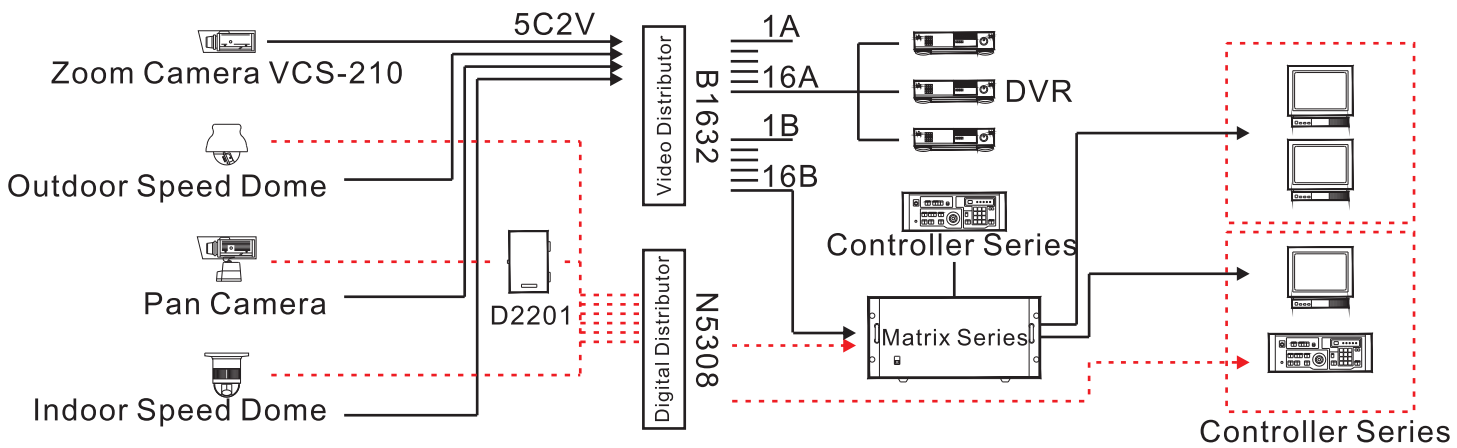 5C2V
Zoom Camera VCS-210
Outdoor Speed Dome
Pan Camera
Indoor Speed Dome
D2201
Video Distributor
B1632
1A
16A
1B
16B
DVR
Digital Distributor
N5308
Controller Series
Matrix Series
Controller Series